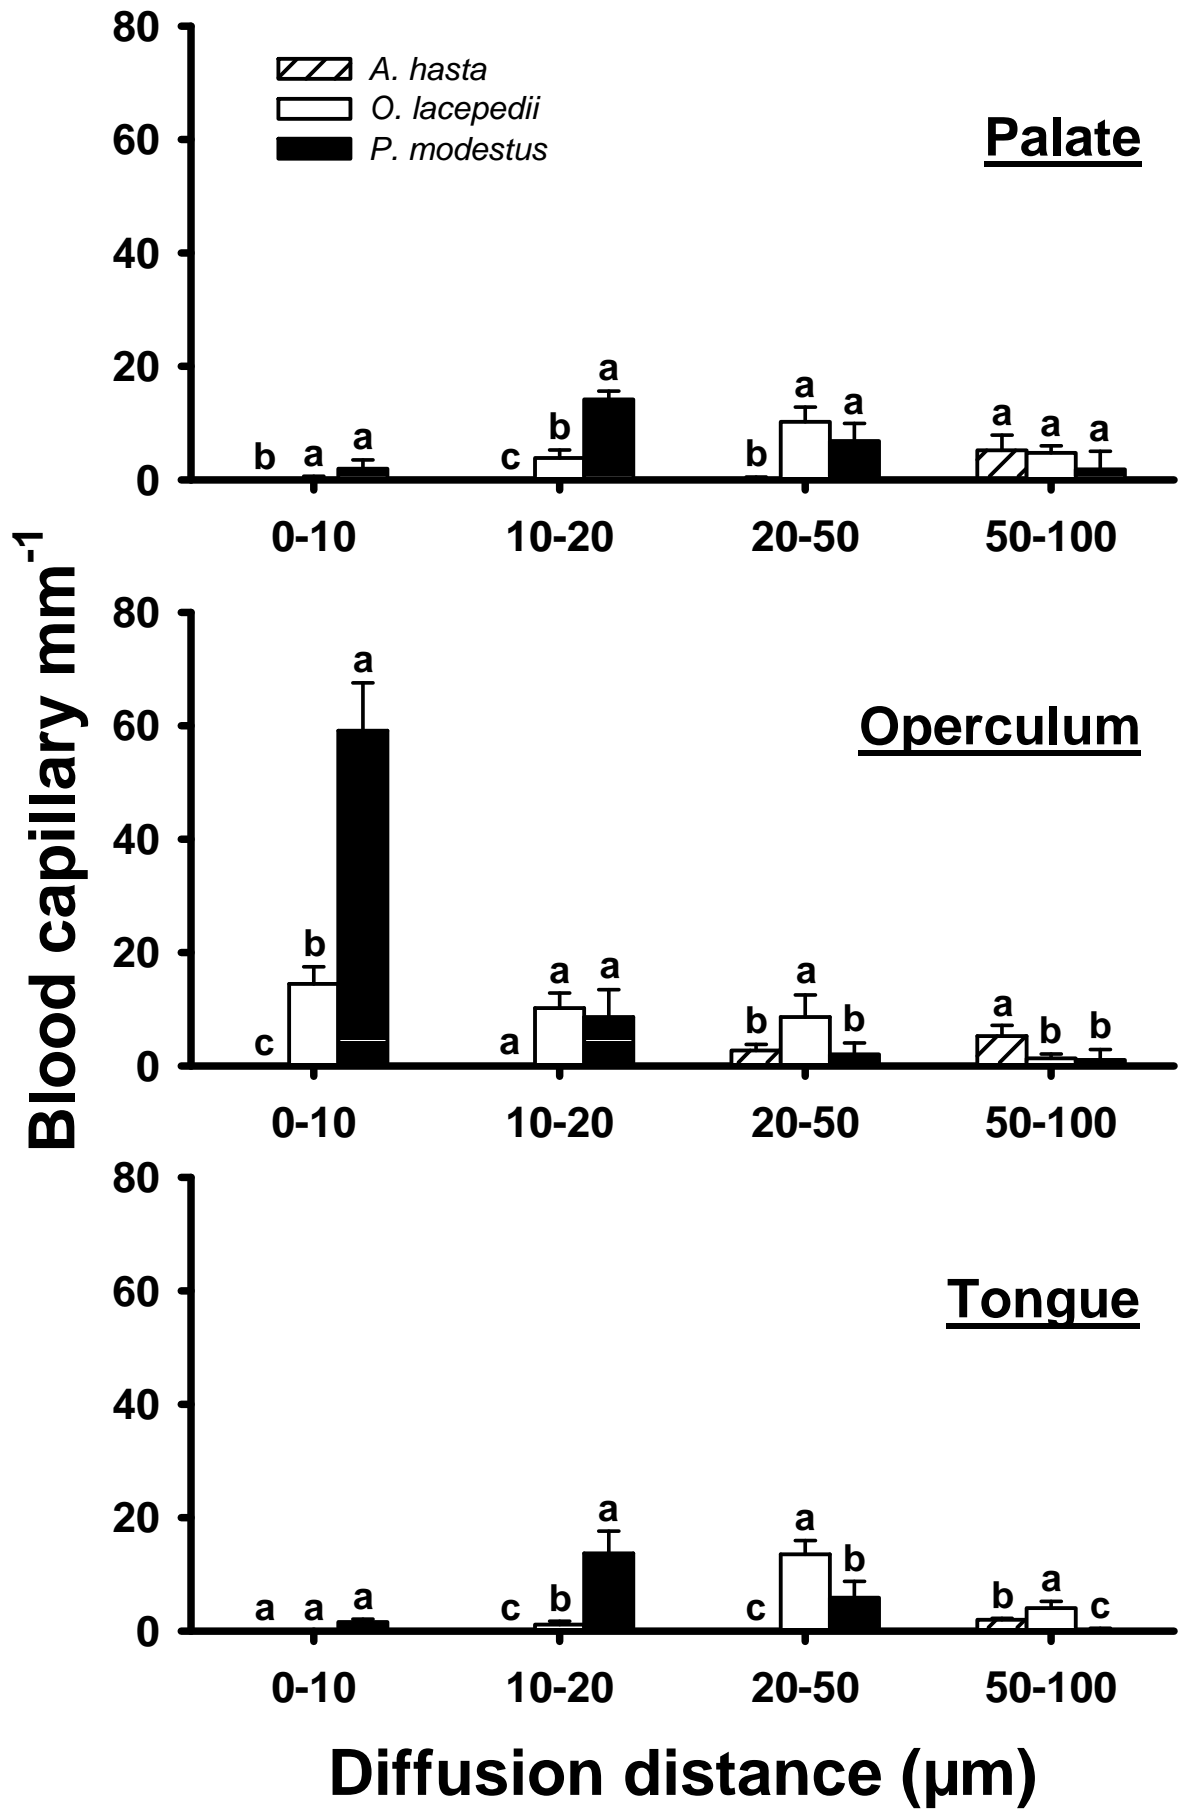 Blood capillary mm-1
80
60
40
20
0
A. hasta
O. lacepedii
P. modestus
Palate
b a a c b a b a a a a a
0-10 10-20 20-50 50-100
80
60
40
20
0
Operculum
c b a a a a b a b a b b
0-10 10-20 20-50 50-100
80
60
40
20
0
Tongue
a a a c b a c a b b a c
0-10 10-20 20-50 50-100
Diffusion distance (µm)